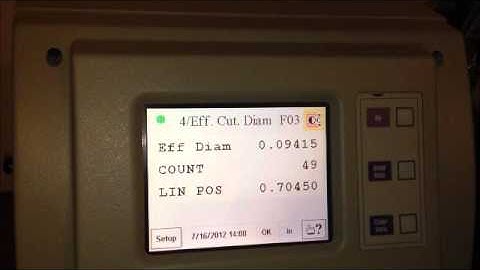 4/Eff. Cut. Diam F03
Eff Diam 0.09415
COUNT 49
LIN POS 0.70450
Setup 7/16/2012 14:00 OK In ?